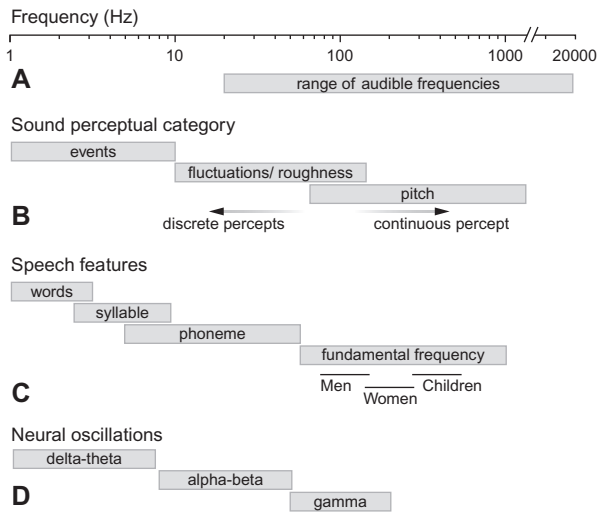 Frequency (Hz)
1 10 100 1000 20000
A range of audible frequencies
Sound perceptual category
events
fluctuations/ roughness
pitch
B discrete percepts continuous percept
Speech features
words
syllable
phoneme
fundamental frequency
C Men Children
Women
Neural oscillations
delta-theta
alpha-beta
D gamma